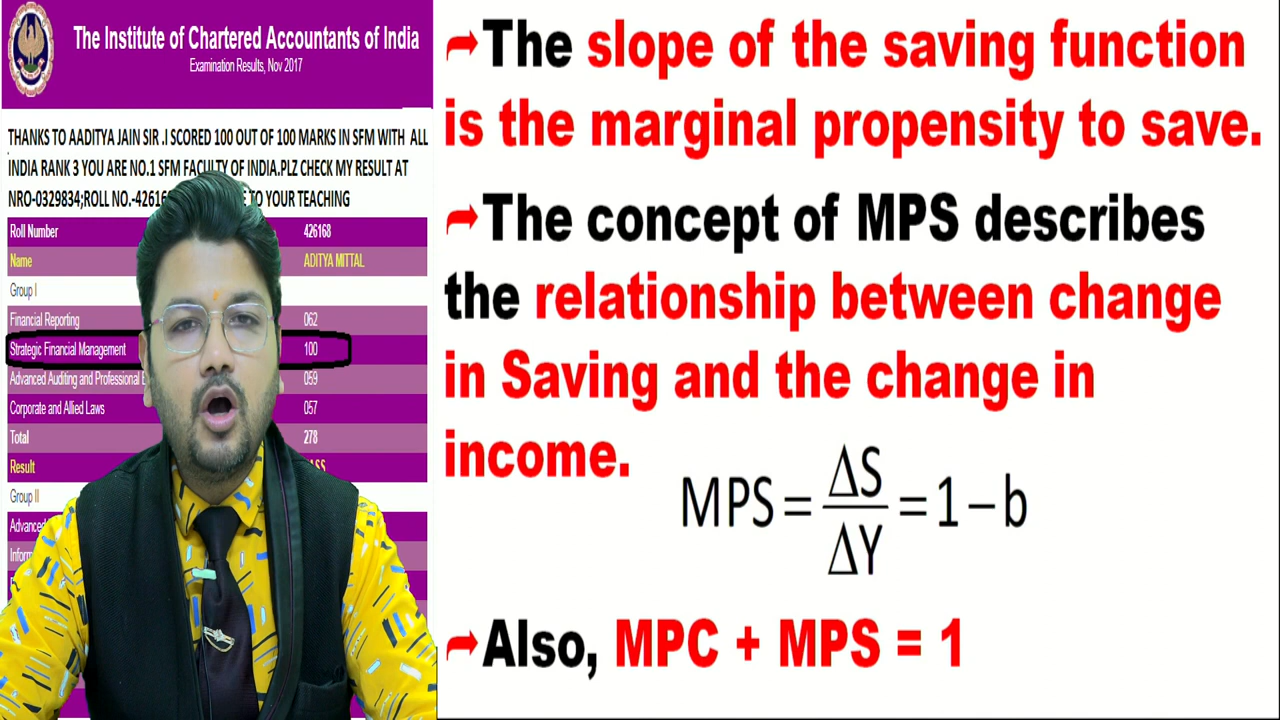 The Institute of Chartered Accountants of India
Examination Results, Nov 2017
THANKS TO AADITYA JAIN SIR .I SCORED 100 OUT OF 100 MARKS IN SFM WITH ALL
INDIA RANK 3 YOU ARE NO.1 SFM FACULTY OF INDIA.PLZ CHECK MY RESULT AT
NRO-0329834;ROLL NO.-42616 TO YOUR TEACHING
Roll Number 426168
Name ADITYA MITTAL
Group I
Financial Reporting 062
Strategic Financial Management 100
Advanced Auditing and Professional 059
Corporate and Allied Laws 057
Total 278
Result
Group II
Advanced
The slope of the saving function
is the marginal propensity to save.
The concept of MPS describes
the relationship between change
in Saving and the change in
income.
MPS = ΔS/ΔY = 1 – b
Also, MPC + MPS = 1